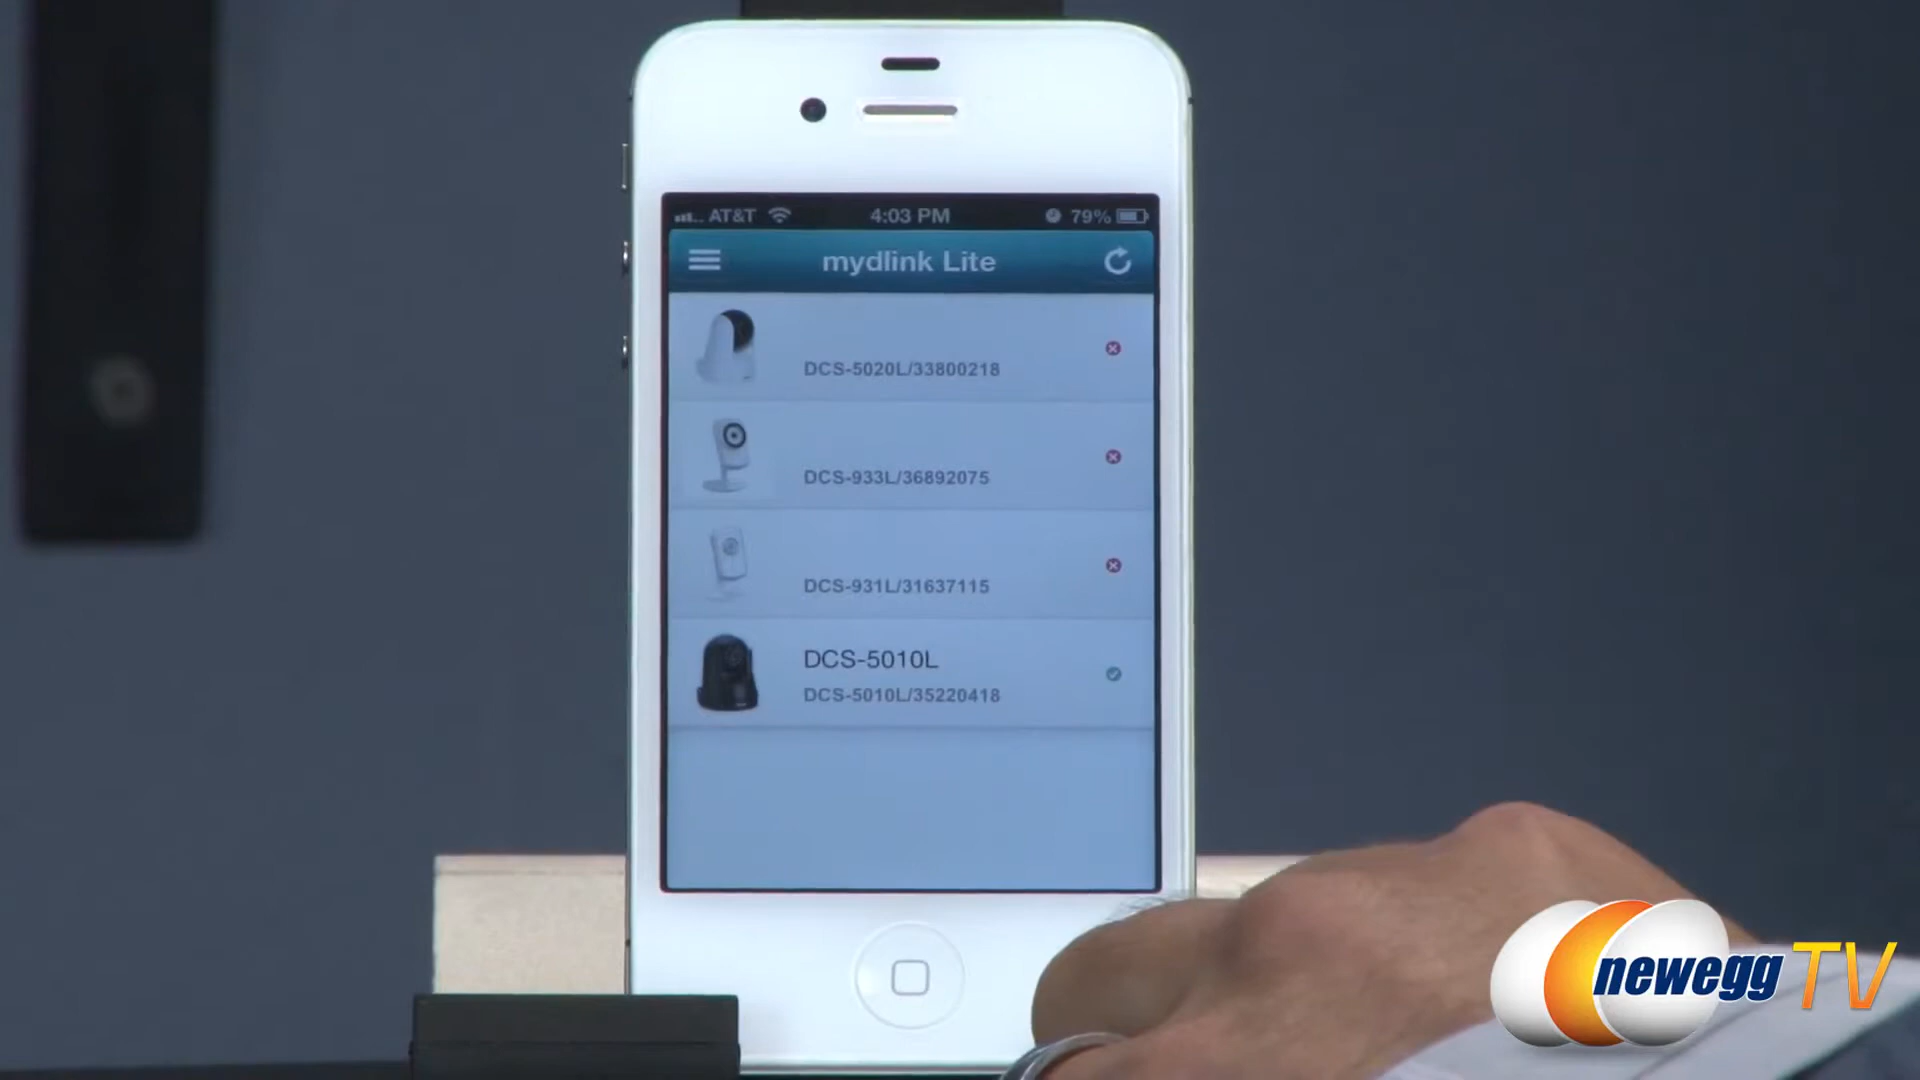 AT&T 4:03 PM 79%
mydlink Lite
DCS-5020L/33800218
DCS-933L/36892075
DCS-931L/31637115
DCS-5010L
DCS-5010L/35220418
newegg TV